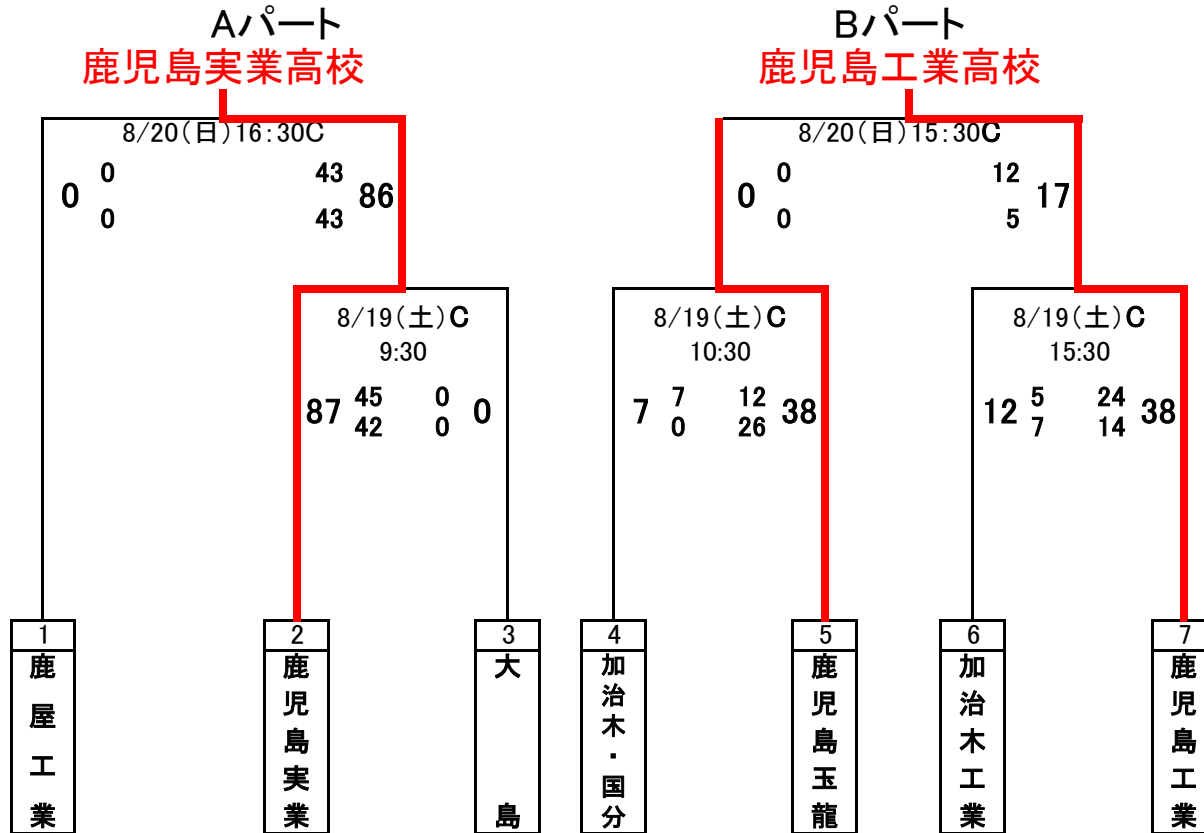 Aパート
Bパート
鹿児島実業高校
鹿児島工業高校
8/20(日)16:30C
8/20(日)15:30C
0 0 43 86
0 43
0 0 12 17
0 5
8/19(土)C
9:30
8/19(土)C
10:30
8/19(土)C
15:30
87 45 0 0
42 0
7 7 12 38
0 26
12 5 24 38
7 14
1
鹿屋工業
2
鹿児島実業
3
大島
4
加治木・国分
5
鹿児島玉龍
6
加治木工業
7
鹿児島工業